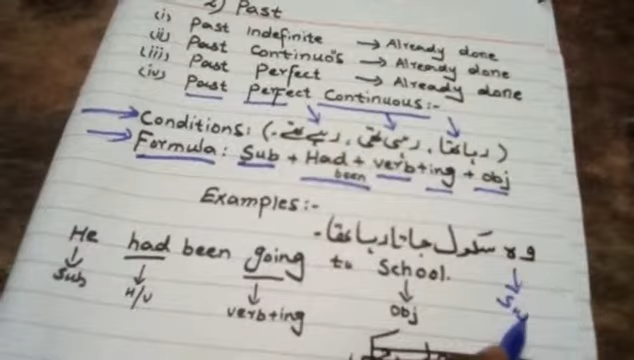 2) Past
(i) Past Indefinite → Already done
(ii) Past Continuo's → Already done
(iii) Past Perfect → Already done
(iv) Past perfect Continuous:-
→ Conditions: (رہا تھا، رہی تھی، رہے تھے۔)
→ Formula: Sub + Had + verb+ing + obj
been
Examples:-
وہ سکول جاتا رہا تھا۔
He had been going to School.
Sub H/V verb+ing obj